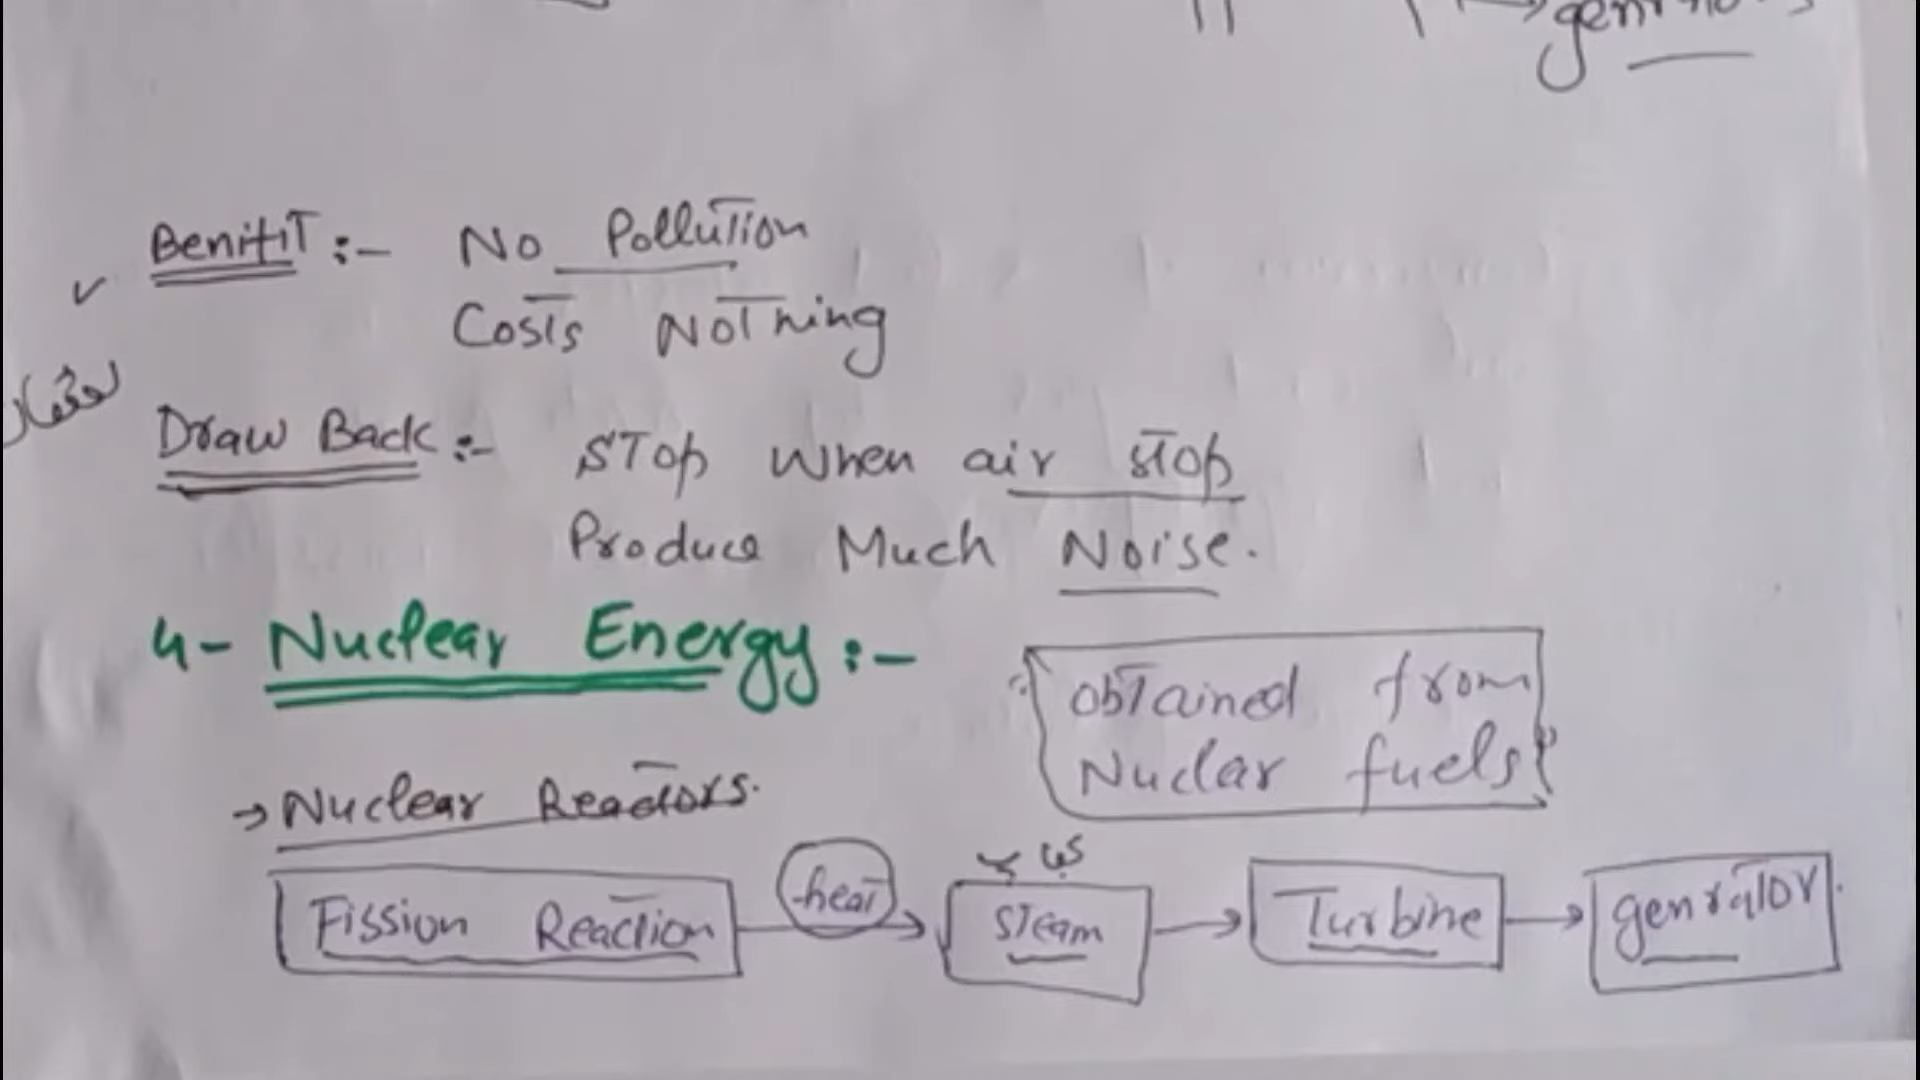 Benifit :- No Pollution
Costs Nothing
Draw Back :- Stop When air stop
Produce Much Noise.
4- Nuclear Energy :-
obtained from
Nuclar fuels
→ Nuclear Reactors.
Fission Reaction heat → Steam → Turbine → genrator